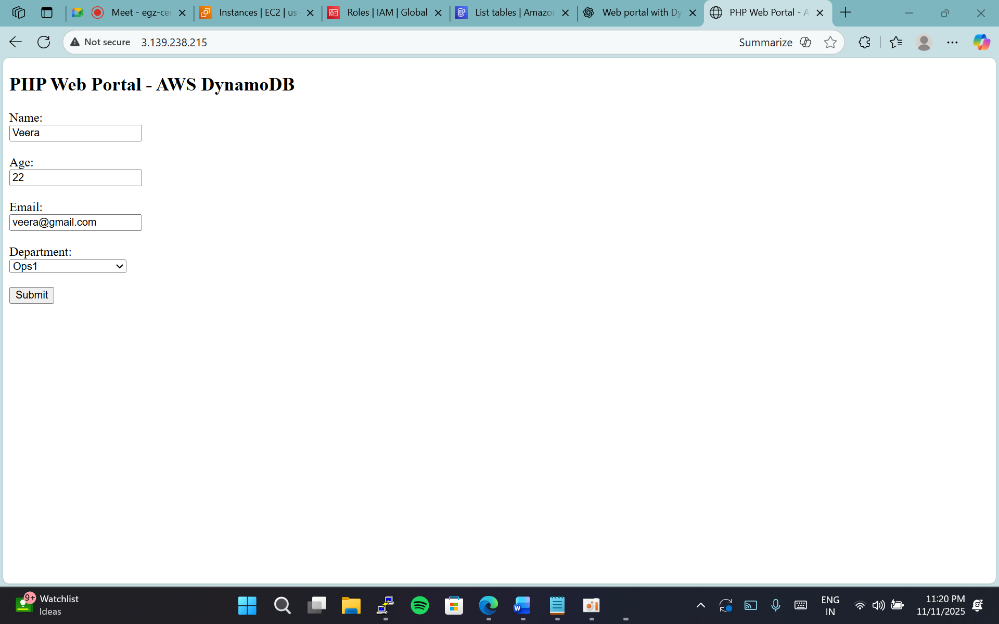 Meet - egz-ce
Instances | EC2 | us-
Roles | IAM | Global
List tables | Amazo
Web portal with Dy
PHP Web Portal - A
Not secure 3.139.238.215
Summarize
PHP Web Portal - AWS DynamoDB
Name:
Veera
Age:
22
Email:
veera@gmail.com
Department:
Ops1
Submit
9+
Watchlist
Ideas
ENG
IN
11:20 PM
11/11/2025